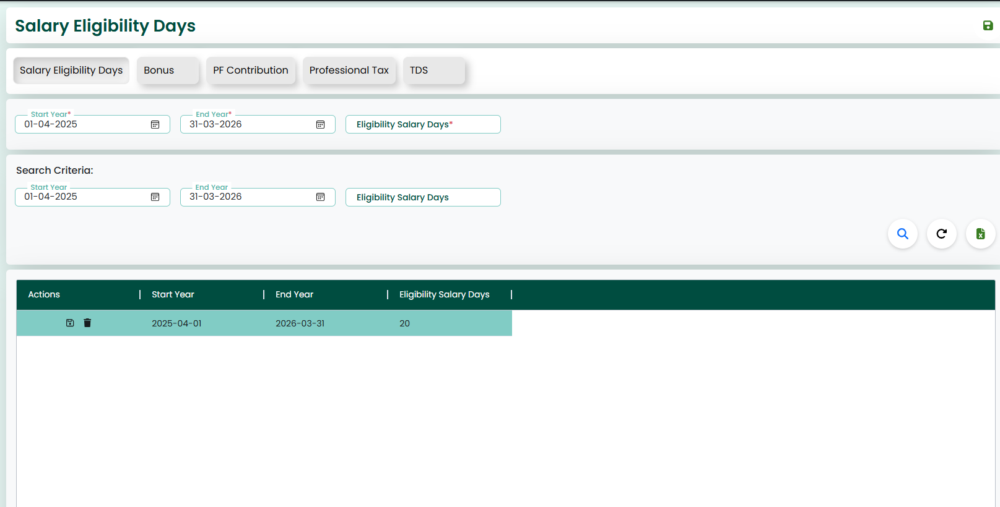 Salary Eligibility Days
Salary Eligibility Days Bonus PF Contribution Professional Tax TDS
Start Year* End Year*
01-04-2025 31-03-2026 Eligibility Salary Days*
Search Criteria:
Start Year End Year
01-04-2025 31-03-2026 Eligibility Salary Days
Actions Start Year End Year Eligibility Salary Days
2025-04-01 2026-03-31 20